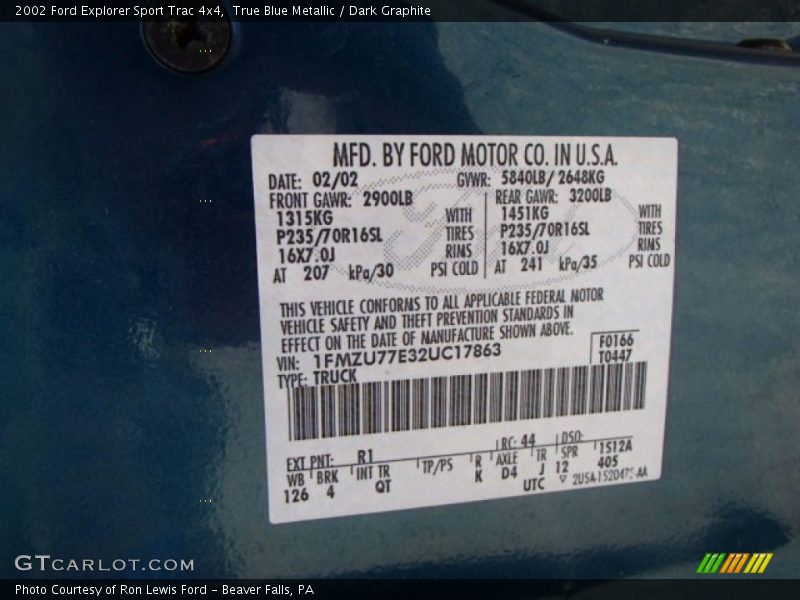 2002 Ford Explorer Sport Trac 4x4, True Blue Metallic / Dark Graphite
MFD. BY FORD MOTOR CO. IN U.S.A.
DATE: 02/02 GVWR: 5840LB/ 2648KG
FRONT GAWR: 2900LB REAR GAWR: 3200LB
1315KG WITH 1451KG WITH
P235/70R16SL TIRES P235/70R16SL TIRES
16X7.0J RINS 16X7.0J RINS
AT 207 kPa/30 PSI COLD AT 241 kPa/35 PSI COLD
THIS VEHICLE CONFORMS TO ALL APPLICABLE FEDERAL MOTOR
VEHICLE SAFETY AND THEFT PREVENTION STANDARDS IN
EFFECT ON THE DATE OF MANUFACTURE SHOWN ABOVE.
VIN: 1FMZU77E32UC17863 F0166
TYPE: TRUCK T0447
EXT PNT: R1 RC: 44 DSO:
WB BRK INT TR TP/PS R AXLE TR SPR 1S12A
126 4 QT K D4 J 12 405
UTC
GTCARLOT.COM
Photo Courtesy of Ron Lewis Ford - Beaver Falls, PA